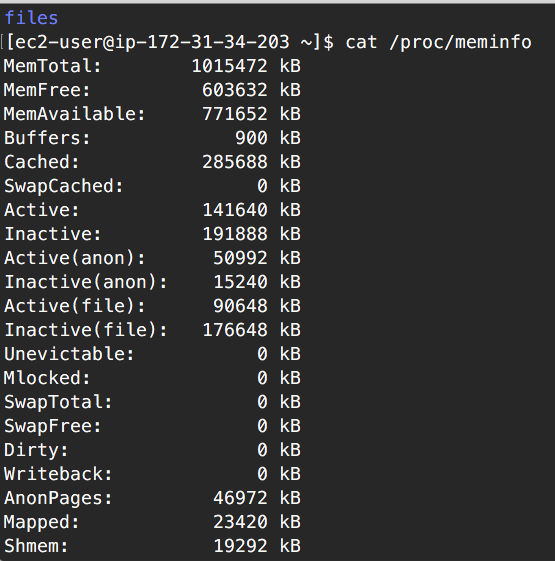 files
[[ec2-user@ip-172-31-34-203 ~]$ cat /proc/meminfo
MemTotal:        1015472 kB
MemFree:          603632 kB
MemAvailable:     771652 kB
Buffers:             900 kB
Cached:           285688 kB
SwapCached:            0 kB
Active:           141640 kB
Inactive:         191888 kB
Active(anon):      50992 kB
Inactive(anon):    15240 kB
Active(file):      90648 kB
Inactive(file):   176648 kB
Unevictable:           0 kB
Mlocked:               0 kB
SwapTotal:             0 kB
SwapFree:              0 kB
Dirty:                 0 kB
Writeback:             0 kB
AnonPages:         46972 kB
Mapped:            23420 kB
Shmem:             19292 kB